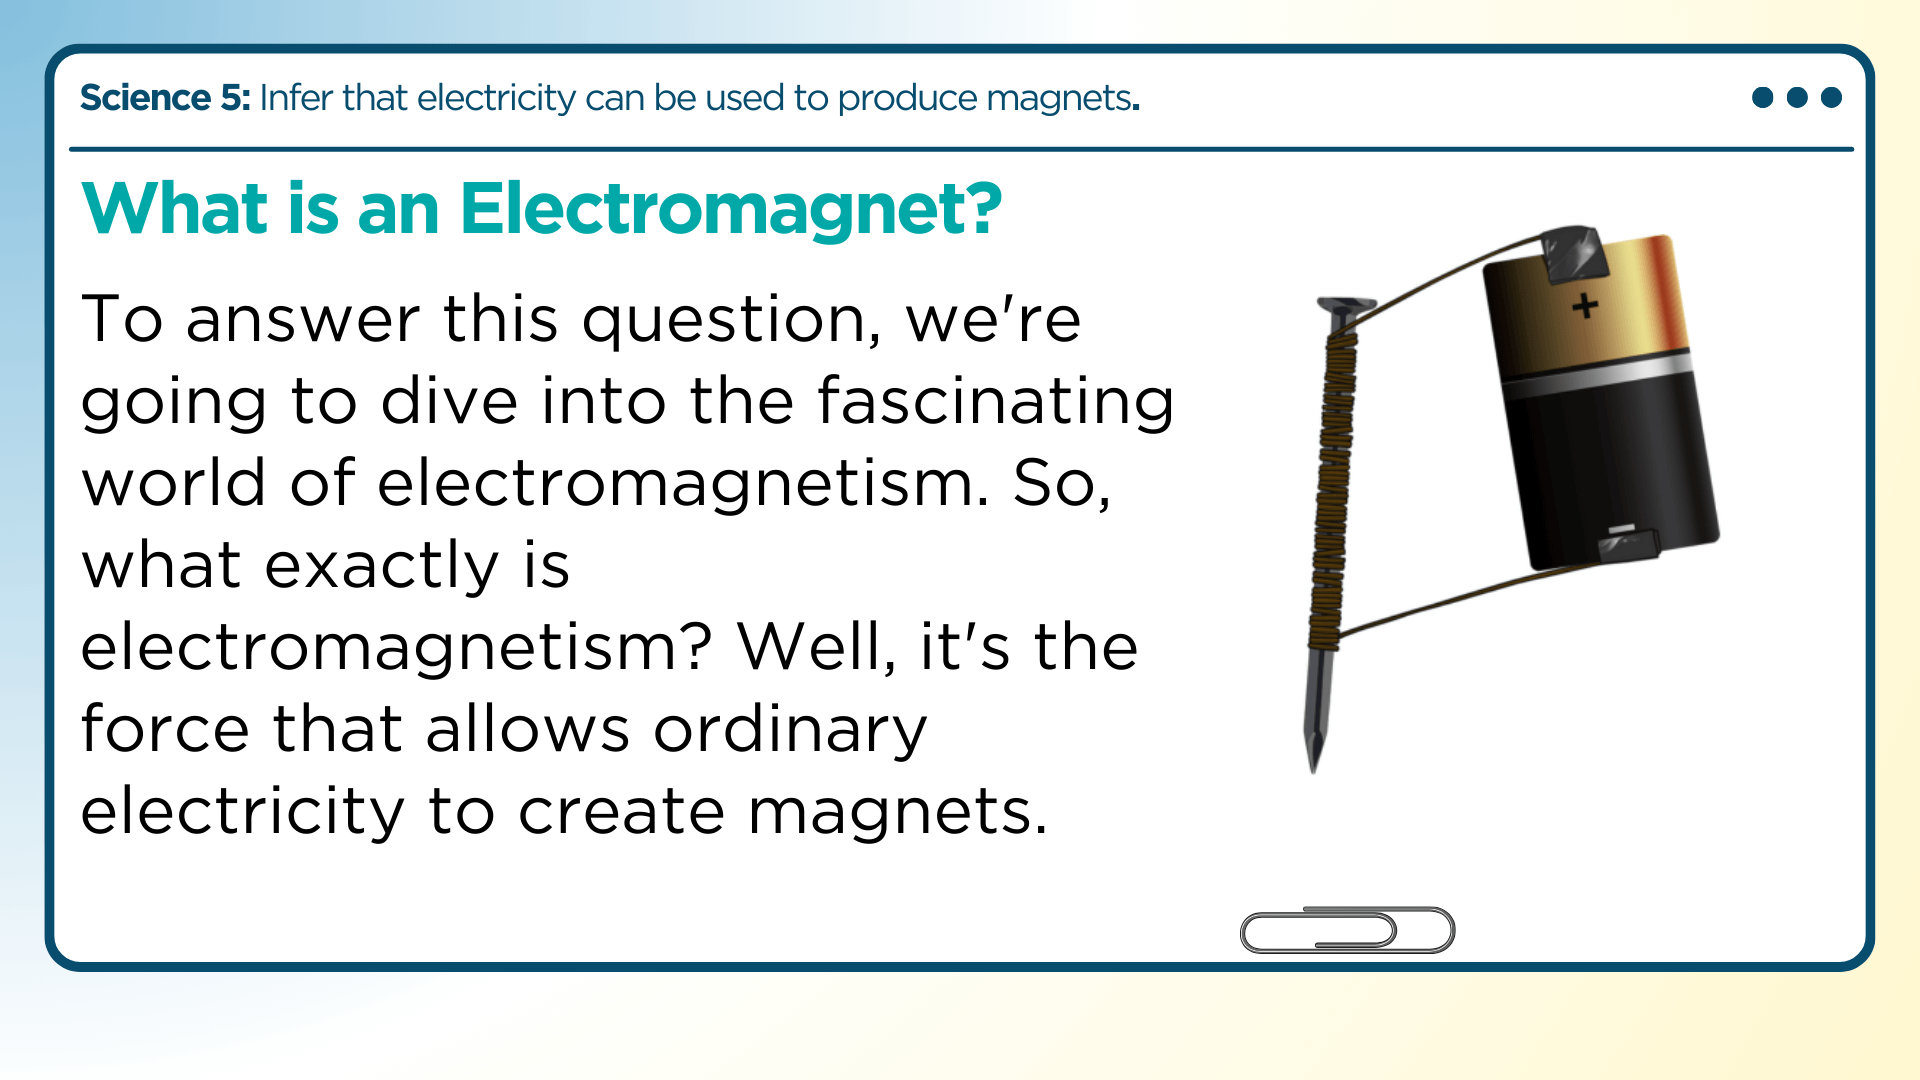 Science 5: Infer that electricity can be used to produce magnets.
What is an Electromagnet?
To answer this question, we're
going to dive into the fascinating
world of electromagnetism. So,
what exactly is
electromagnetism? Well, it's the
force that allows ordinary
electricity to create magnets.
+